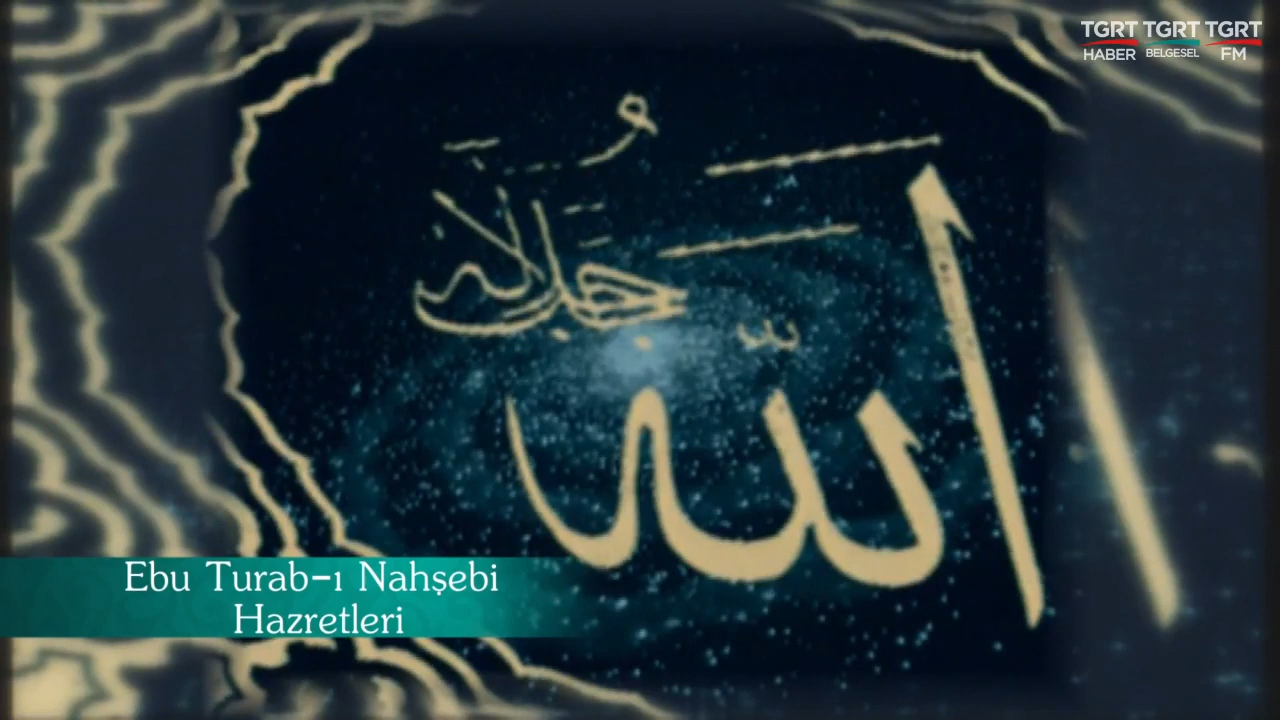 TGRT TGRT TGRT
HABER BELGESEL FM
الله
جل جلاله
Ebu Turab-ı Nahşebi
Hazretleri